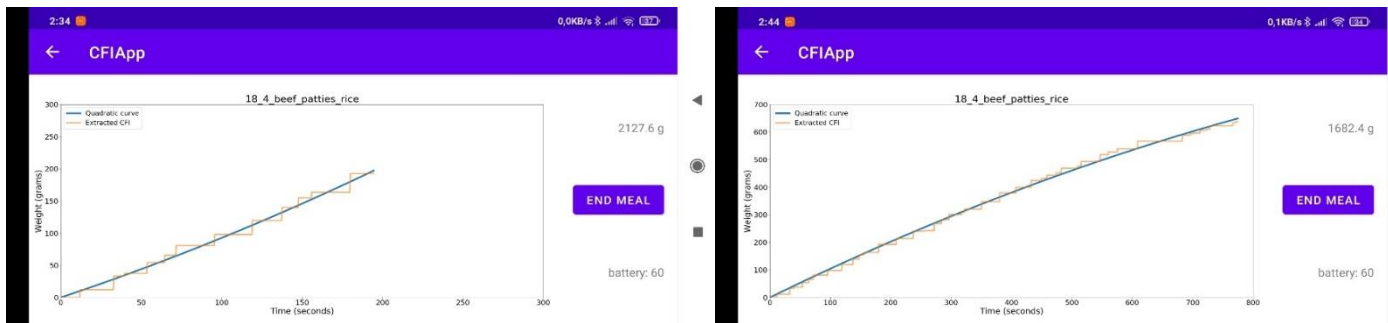 2:34
0,0KB/s
37
CFIApp
18_4_beef_patties_rice
Quadratic curve
Extracted CFI
300
250
200
150
100
50
0
Weight (grams)
0 50 100 150 200 250 300
Time (seconds)
2127.6 g
END MEAL
battery: 60
2:44
0,1KB/s
34
CFIApp
18_4_beef_patties_rice
Quadratic curve
Extracted CFI
700
600
500
400
300
200
100
0
Weight (grams)
0 100 200 300 400 500 600 700 800
Time (seconds)
1682.4 g
END MEAL
battery: 60